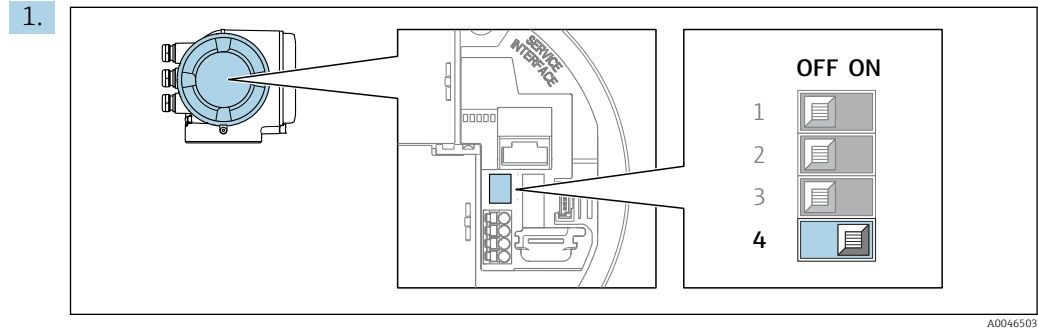 1.
SERVICE
INTERFACE
OFF ON
1
2
3
4
A0046503